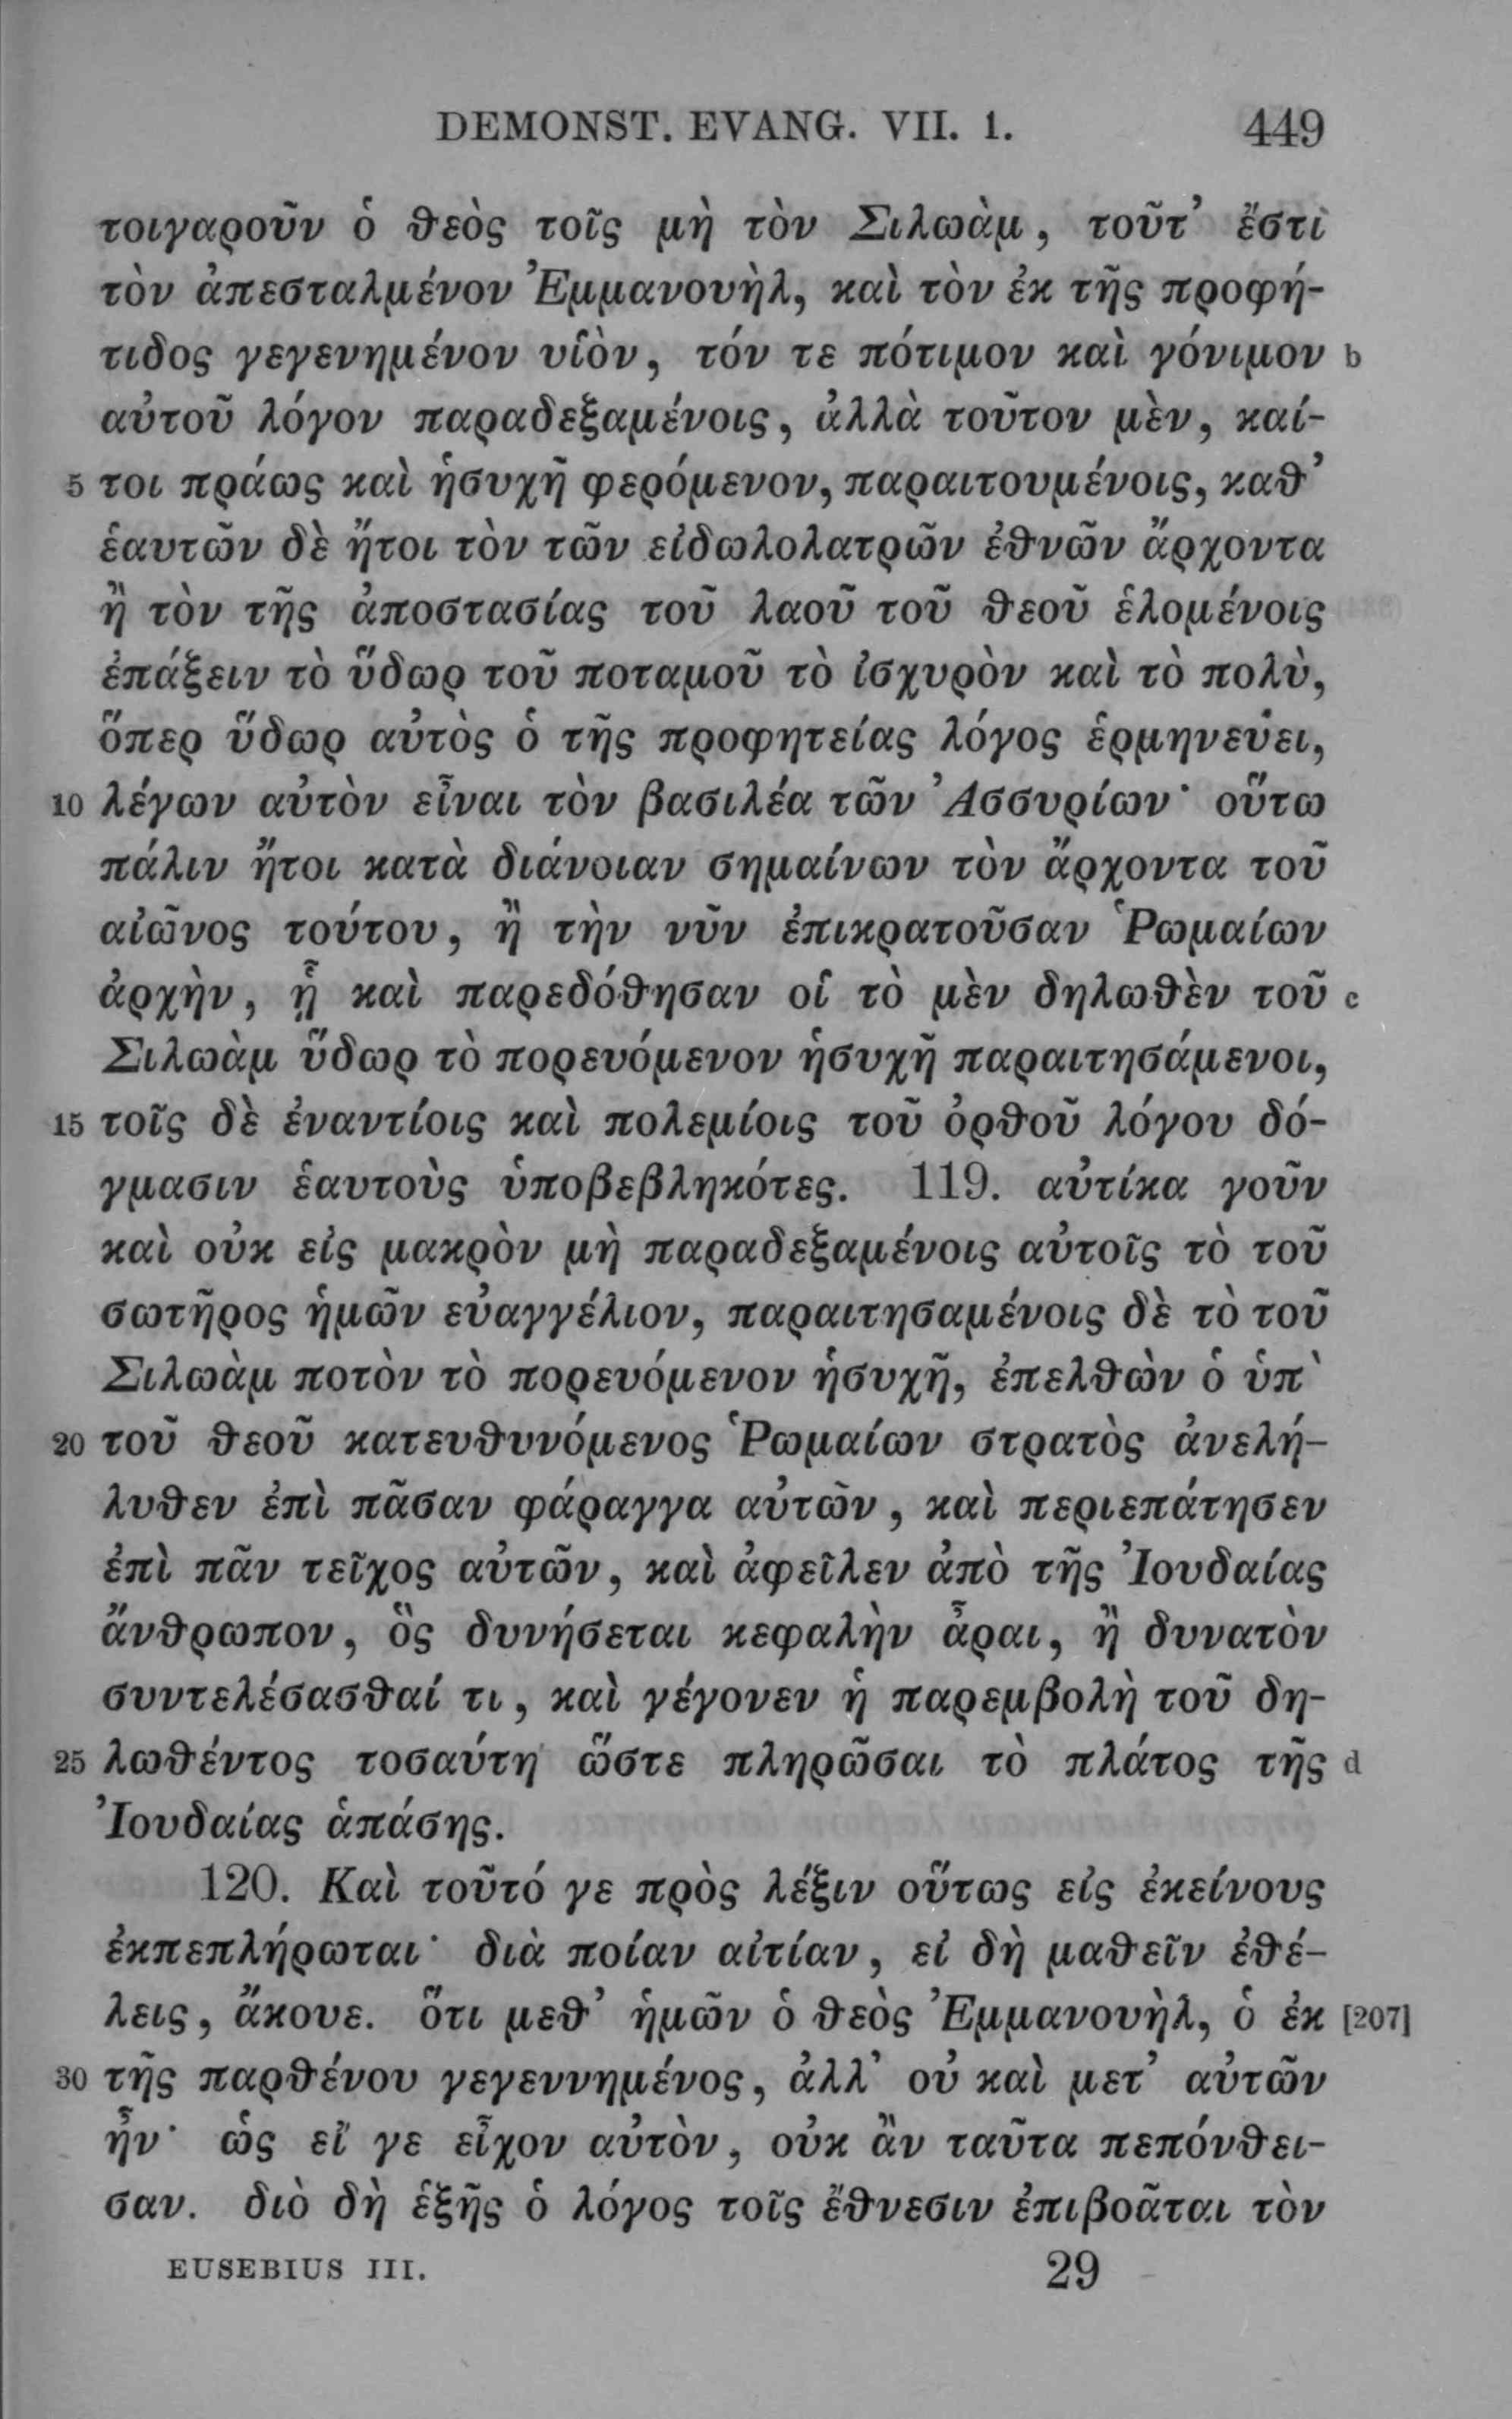 DEMONST. EVANG. VII. 1. 449
τοιγαροῦν ὁ θεὸς τοῖς μὴ τὸν Σιλωὰμ, τοῦτ’ ἔστι
τὸν ἀπεσταλμένον Ἐμμανουὴλ, καὶ τὸν ἐκ τῆς προφή-
τιδος γεγενημένον υἱὸν, τόν τε πότιμον καὶ γόνιμον b
αὐτοῦ λόγον παραδεξαμένοις, ἀλλὰ τοῦτον μὲν, καί-
5 τοι πράως καὶ ἡσυχῆ φερόμενον, παραιτουμένοις, καθ’
ἑαυτῶν δὲ ἤτοι τὸν τῶν εἰδωλολατρῶν ἐθνῶν ἄρχοντα
ἢ τὸν τῆς ἀποστασίας τοῦ λαοῦ τοῦ θεοῦ ἑλομένοις
ἐπάξειν τὸ ὕδωρ τοῦ ποταμοῦ τὸ ἰσχυρὸν καὶ τὸ πολὺ,
ὅπερ ὕδωρ αὐτὸς ὁ τῆς προφητείας λόγος ἑρμηνεύει,
10 λέγων αὐτὸν εἶναι τὸν βασιλέα τῶν Ἀσσυρίων· οὕτω
πάλιν ἤτοι κατὰ διάνοιαν σημαίνων τὸν ἄρχοντα τοῦ
αἰῶνος τούτου, ἢ τὴν νῦν ἐπικρατοῦσαν Ῥωμαίων
ἀρχὴν, ᾗ καὶ παρεδόθησαν οἱ τὸ μὲν δηλωθὲν τοῦ c
Σιλωὰμ ὕδωρ τὸ πορευόμενον ἡσυχῆ παραιτησάμενοι,
15 τοῖς δὲ ἐναντίοις καὶ πολεμίοις τοῦ ὀρθοῦ λόγου δό-
γμασιν ἑαυτοὺς ὑποβεβληκότες. 119. αὐτίκα γοῦν
καὶ οὐκ εἰς μακρὸν μὴ παραδεξαμένοις αὐτοῖς τὸ τοῦ
σωτῆρος ἡμῶν εὐαγγέλιον, παραιτησαμένοις δὲ τὸ τοῦ
Σιλωὰμ ποτὸν τὸ πορευόμενον ἡσυχῆ, ἐπελθὼν ὁ ὑπ‵
20 τοῦ θεοῦ κατευθυνόμενος Ῥωμαίων στρατὸς ἀνελή-
λυθεν ἐπὶ πᾶσαν φάραγγα αὐτῶν, καὶ περιεπάτησεν
ἐπὶ πᾶν τεῖχος αὐτῶν, καὶ ἀφεῖλεν ἀπὸ τῆς Ἰουδαίας
ἄνθρωπον, ὃς δυνήσεται κεφαλὴν ἆραι, ἢ δυνατὸν
συντελέσασθαί τι, καὶ γέγονεν ἡ παρεμβολὴ τοῦ δη-
25 λωθέντος τοσαύτη ὥστε πληρῶσαι τὸ πλάτος τῆς d
Ἰουδαίας ἁπάσης.
120. Καὶ τοῦτό γε πρὸς λέξιν οὕτως εἰς ἐκείνους
ἐκπεπλήρωται· διὰ ποίαν αἰτίαν, εἰ δὴ μαθεῖν ἐθέ-
λεις, ἄκουε. ὅτι μεθ’ ἡμῶν ὁ θεὸς Ἐμμανουὴλ, ὁ ἐκ [207]
30 τῆς παρθένου γεγεννημένος, ἀλλ’ οὐ καὶ μετ’ αὐτῶν
ἦν· ὡς εἴ γε εἶχον αὐτὸν, οὐκ ἂν ταῦτα πεπόνθει-
σαν. διὸ δὴ ἑξῆς ὁ λόγος τοῖς ἔθνεσιν ἐπιβοᾶται τὸν
EUSEBIUS III. 29